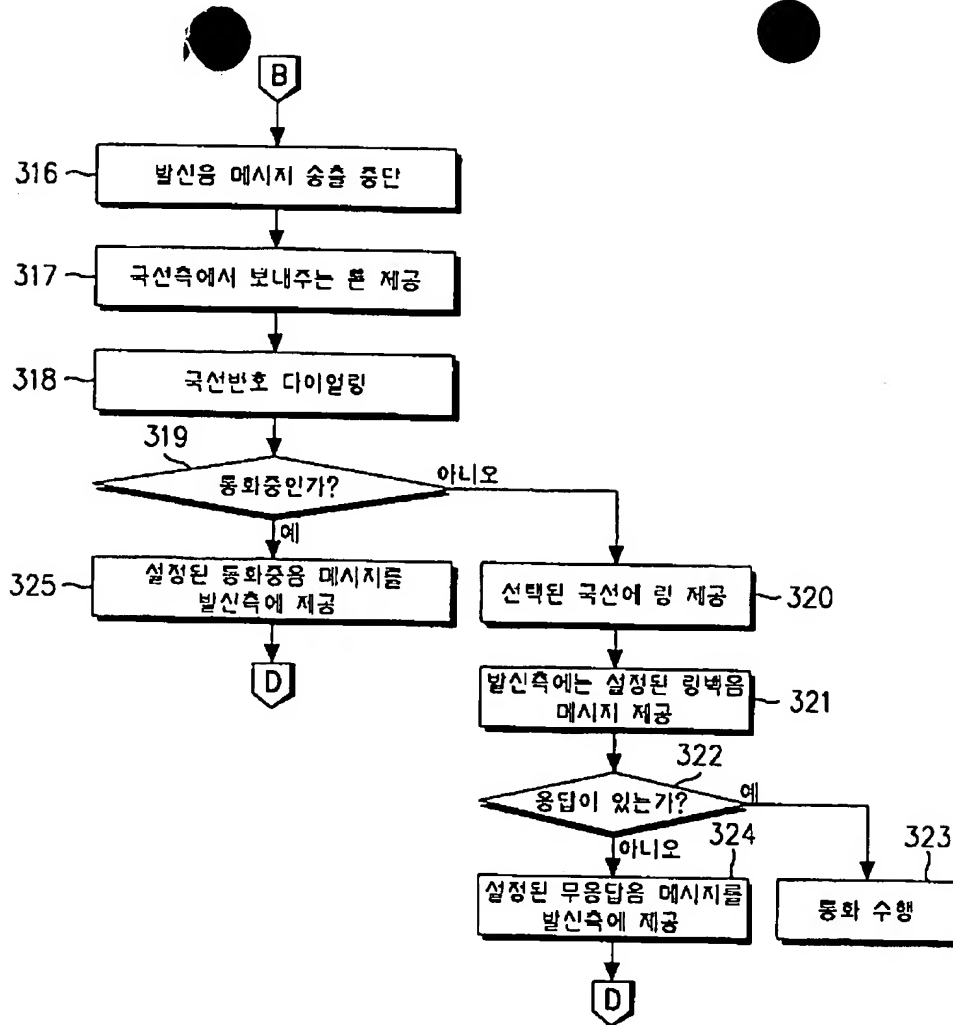 B
316
발신음 메시지 송출 중단
317
국선측에서 보내주는 톤 제공
318
국선번호 다이얼링
319
통화중인가?
아니오
예
325
설정된 통화중음 메시지를
발신측에 제공
D
선택된 국선에 링 제공
320
발신측에는 설정된 링백음
메시지 제공
321
322
응답이 있는가?
예
아니오
324
설정된 무응답음 메시지를
발신측에 제공
323
통화 수행
D